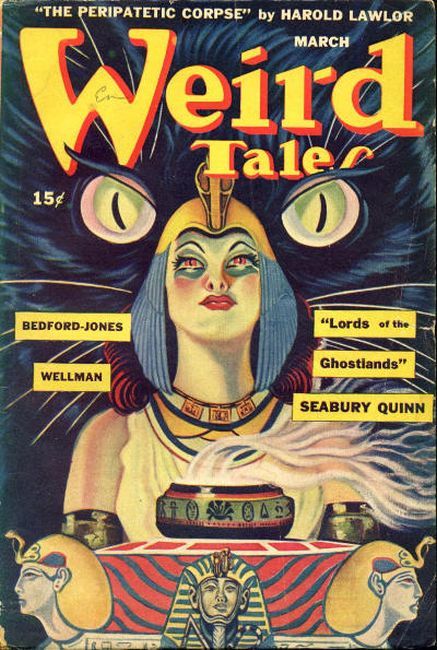 "THE PERIPATETIC CORPSE" by HAROLD LAWLOR
MARCH
Weird
Tales
15¢
BEDFORD-JONES
WELLMAN
"Lords of the
Ghostlands"
SEABURY QUINN